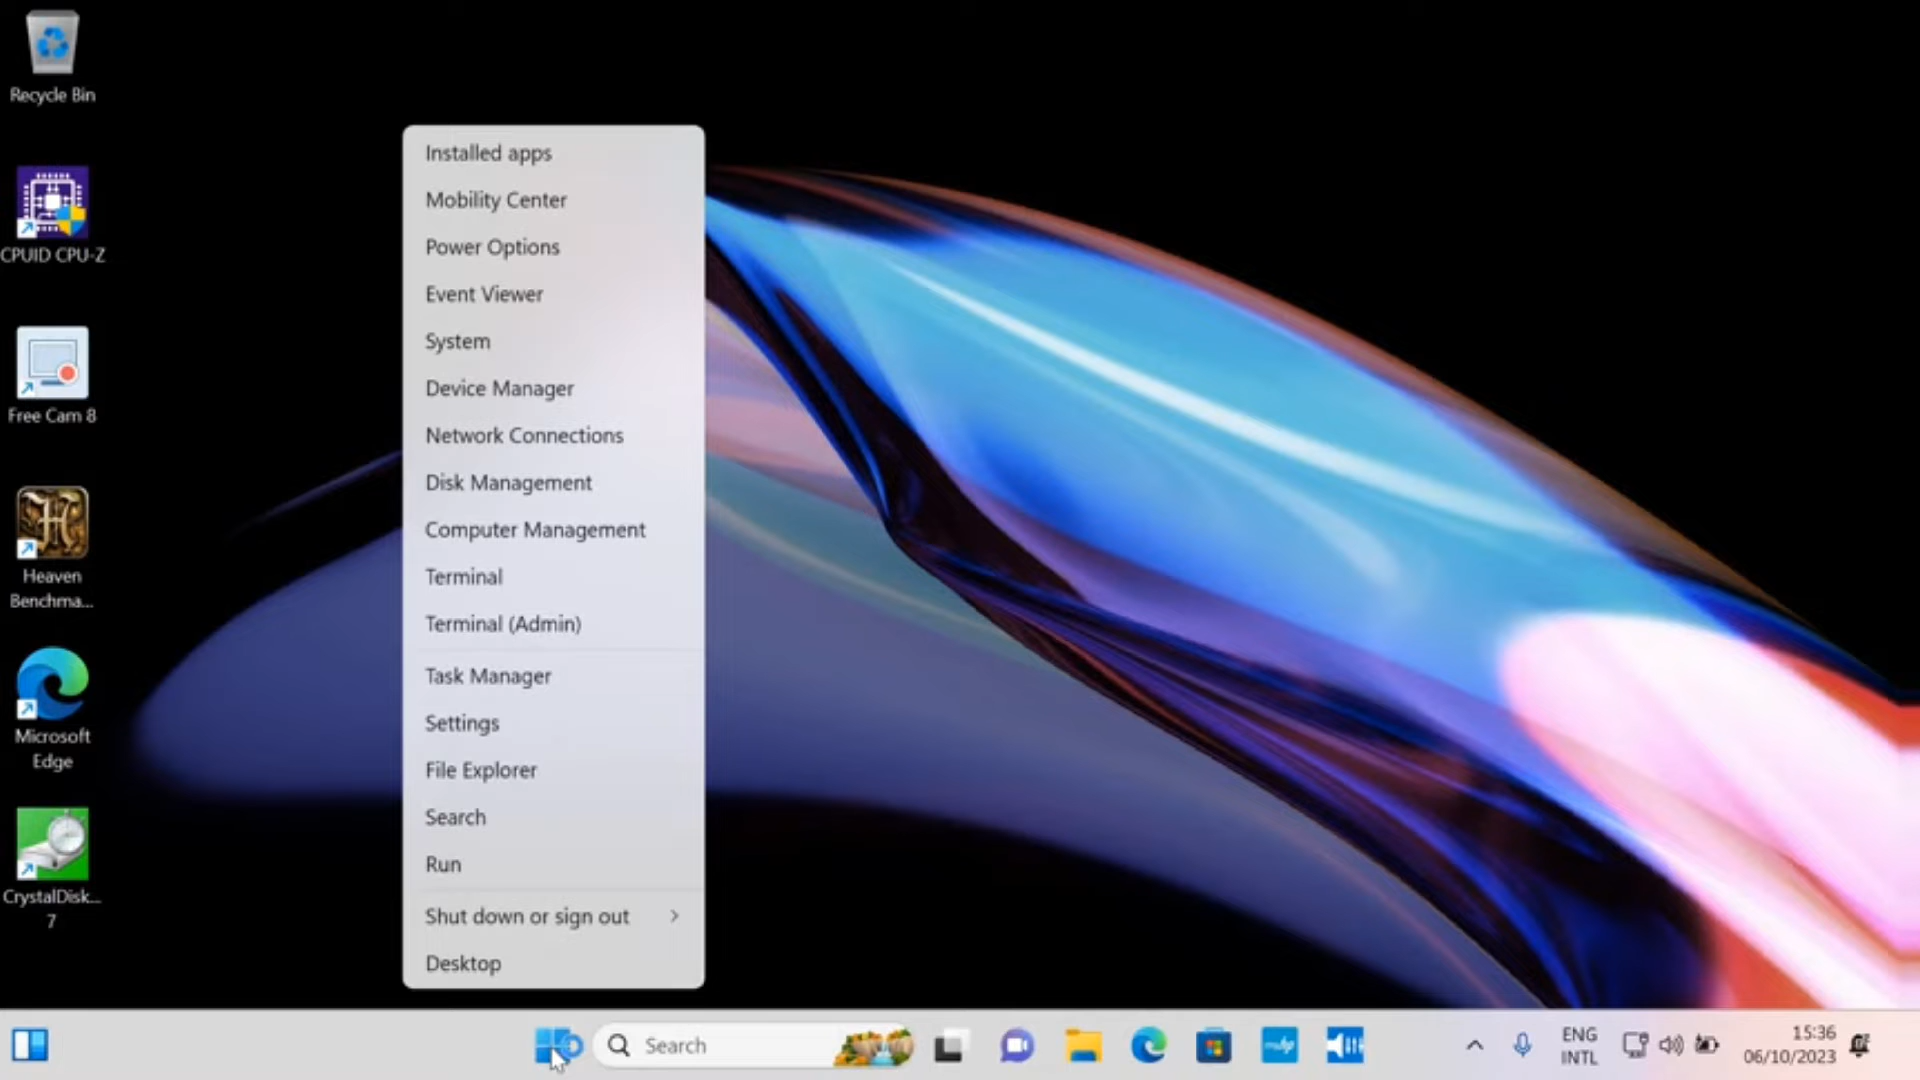 Recycle Bin
CPUID CPU-Z
Free Cam 8
Heaven
Benchma...
Microsoft
Edge
CrystalDisk...
7
Installed apps
Mobility Center
Power Options
Event Viewer
System
Device Manager
Network Connections
Disk Management
Computer Management
Terminal
Terminal (Admin)
Task Manager
Settings
File Explorer
Search
Run
Shut down or sign out
Desktop
Search
ENG
INTL
15:36
06/10/2023